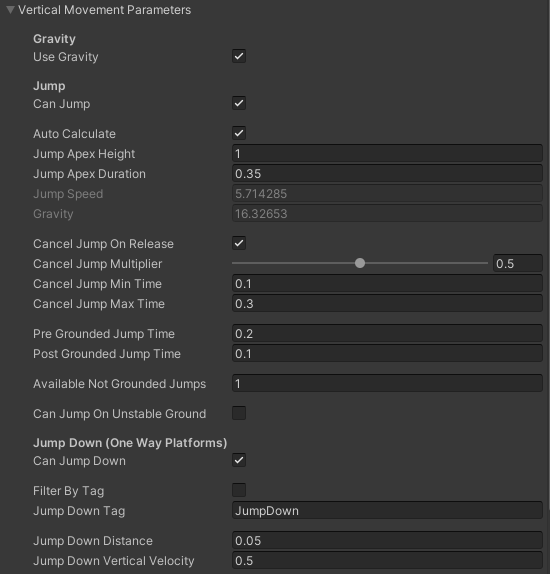 Vertical Movement Parameters
Gravity
Use Gravity
Jump
Can Jump
Auto Calculate
Jump Apex Height 1
Jump Apex Duration 0.35
Jump Speed 5.714285
Gravity 16.32653
Cancel Jump On Release
Cancel Jump Multiplier 0.5
Cancel Jump Min Time 0.1
Cancel Jump Max Time 0.3
Pre Grounded Jump Time 0.2
Post Grounded Jump Time 0.1
Available Not Grounded Jumps 1
Can Jump On Unstable Ground
Jump Down (One Way Platforms)
Can Jump Down
Filter By Tag
Jump Down Tag JumpDown
Jump Down Distance 0.05
Jump Down Vertical Velocity 0.5